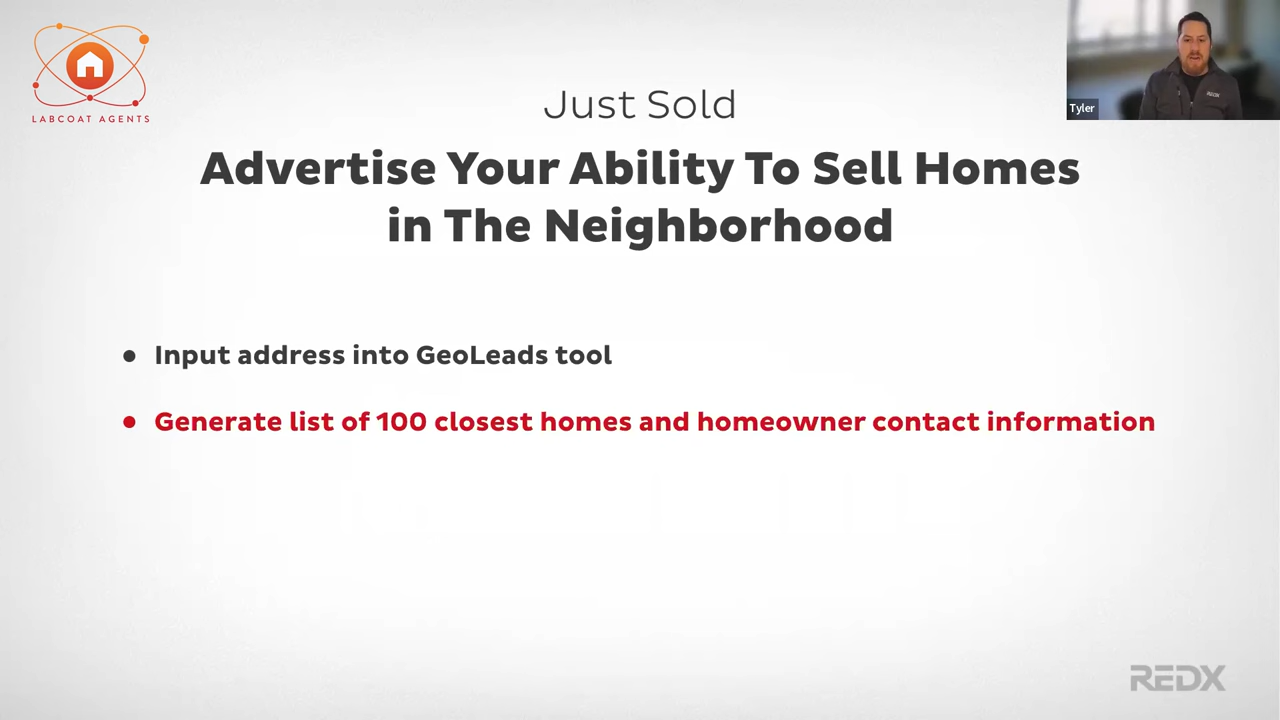 LABCOAT AGENTS
Tyler
REDX
Just Sold
Advertise Your Ability To Sell Homes
in The Neighborhood
• Input address into GeoLeads tool
• Generate list of 100 closest homes and homeowner contact information
REDX